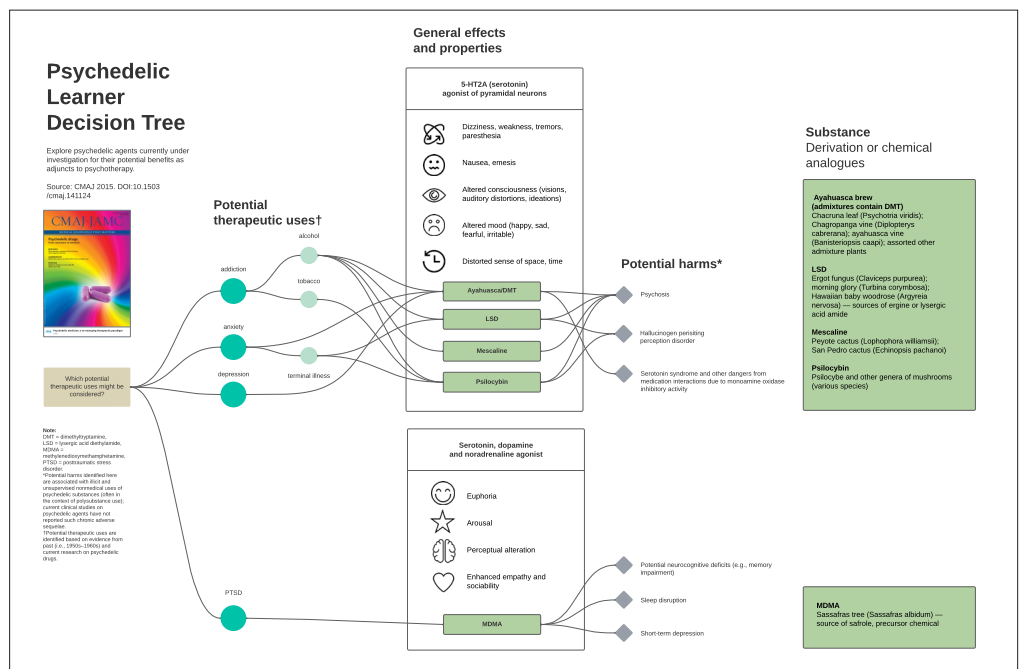 Psychedelic
Learner
Decision Tree
Explore psychedelic agents currently under
investigation for their potential benefits as
adjuncts to psychotherapy.
Source: CMAJ 2015. DOI:10.1503
/cmaj.141124
CMAJ JAMC
Psychedelic drugs
Which potential
therapeutic uses might be
considered?
Note:
DMT = dimethyltryptamine,
LSD = lysergic acid diethylamide,
MDMA =
methylenedioxymethamphetamine,
PTSD = posttraumatic stress
disorder.
*Potential harms identified here
are associated with illicit and
unsupervised nonmedical uses of
psychedelic substances (often in
the context of polysubstance use);
current clinical studies on
psychedelic agents have not
reported such chronic adverse
sequelae.
†Potential therapeutic uses are
identified based on evidence from
past (i.e., 1950s–1960s) and
current research on psychedelic
drugs.
Potential
therapeutic uses†
addiction
anxiety
depression
PTSD
alcohol
tobacco
terminal illness
General effects
and properties
5-HT2A (serotonin)
agonist of pyramidal neurons
Dizziness, weakness, tremors,
paresthesia
Nausea, emesis
Altered consciousness (visions,
auditory distortions, ideations)
Altered mood (happy, sad,
fearful, irritable)
Distorted sense of space, time
Ayahuasca/DMT
LSD
Mescaline
Psilocybin
Serotonin, dopamine
and noradrenaline agonist
Euphoria
Arousal
Perceptual alteration
Enhanced empathy and
sociability
MDMA
Potential harms*
Psychosis
Hallucinogen perisiting
perception disorder
Serotonin syndrome and other dangers from
medication interactions due to monoamine oxidase
inhibitory activity
Potential neurocognitive deficits (e.g., memory
impairment)
Sleep disruption
Short-term depression
Substance
Derivation or chemical
analogues
Ayahuasca brew
(admixtures contain DMT)
Chacruna leaf (Psychotria viridis);
Chagropanga vine (Diplopterys
cabrerana); ayahuasca vine
(Banisteriopsis caapi); assorted other
admixture plants
LSD
Ergot fungus (Claviceps purpurea);
morning glory (Turbina corymbosa);
Hawaiian baby woodrose (Argyreia
nervosa) — sources of ergine or lysergic
acid amide
Mescaline
Peyote cactus (Lophophora williamsii);
San Pedro cactus (Echinopsis pachanoi)
Psilocybin
Psilocybe and other genera of mushrooms
(various species)
MDMA
Sassafras tree (Sassafras albidum) —
source of safrole, precursor chemical